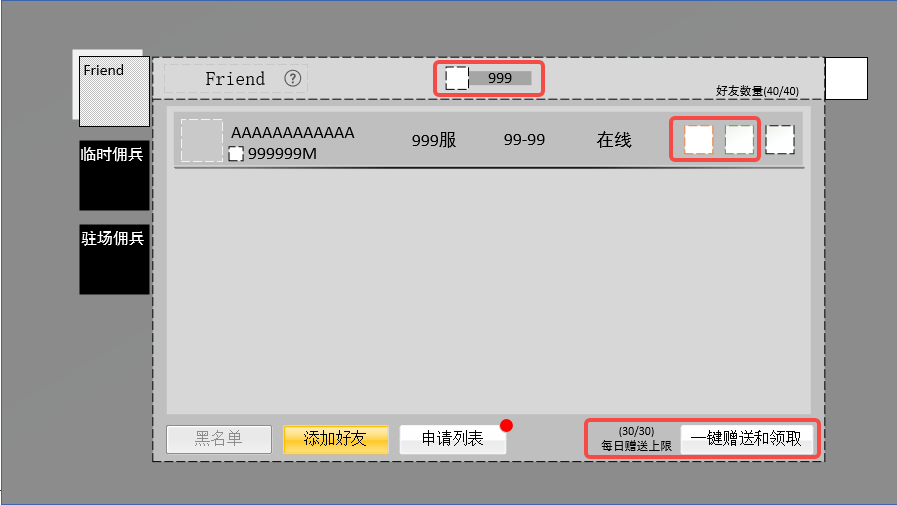 Friend
临时佣兵
驻场佣兵
Friend ?
999
好友数量(40/40)
AAAAAAAAAAAA
999999M
999服
99-99
在线
黑名单
添加好友
申请列表
(30/30)
每日赠送上限
一键赠送和领取